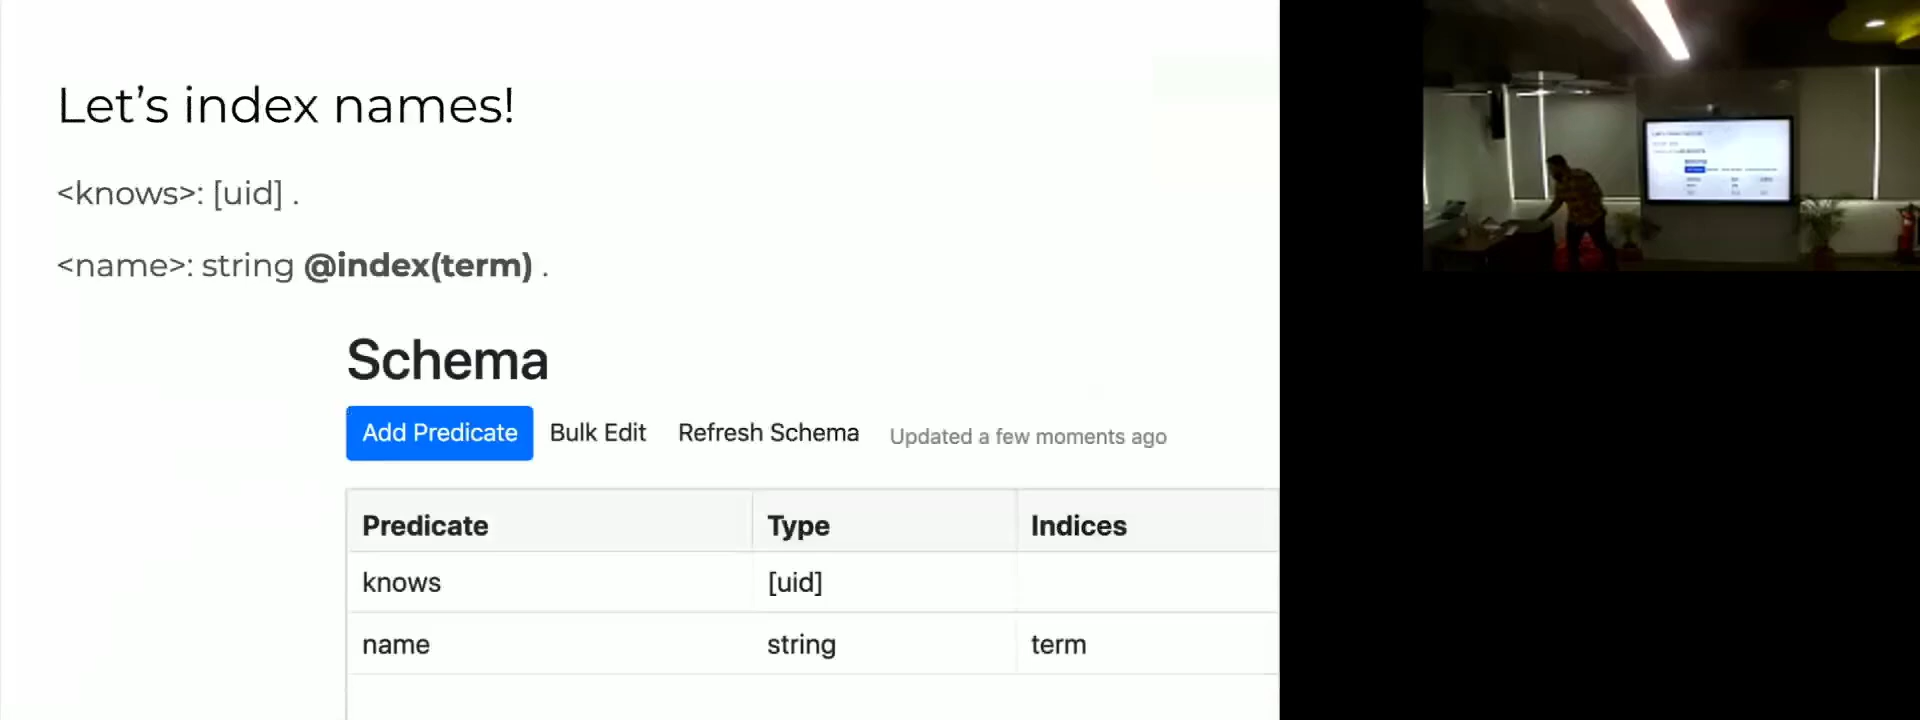 Let’s index names!
<knows>: [uid] .
<name>: string @index(term) .
Schema
Add Predicate Bulk Edit Refresh Schema Updated a few moments ago
Predicate Type Indices
knows [uid]
name string term